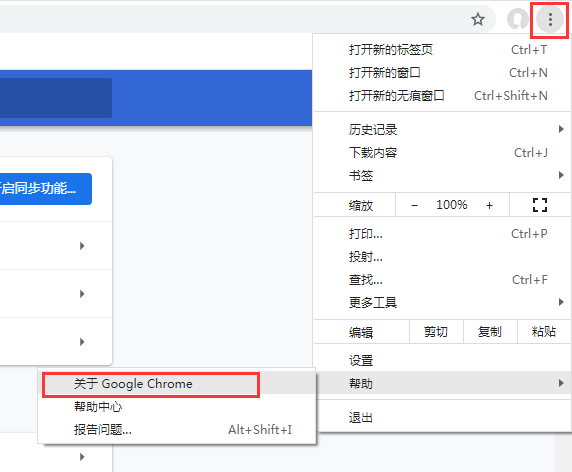 打开新的标签页 Ctrl+T
打开新的窗口 Ctrl+N
打开新的无痕窗口 Ctrl+Shift+N
历史记录
下载内容 Ctrl+J
启同步功能...
书签
缩放 - 100% +
打印... Ctrl+P
投射...
查找... Ctrl+F
更多工具
编辑 剪切 复制 粘贴
设置
帮助
关于 Google Chrome
帮助中心
报告问题... Alt+Shift+I
退出